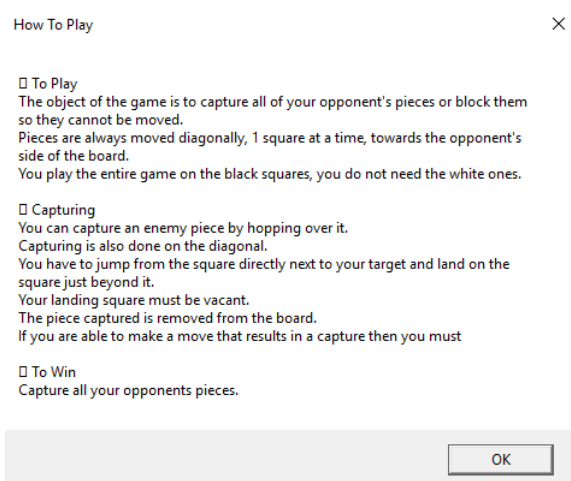 How To Play
▯ To Play
The object of the game is to capture all of your opponent's pieces or block them
so they cannot be moved.
Pieces are always moved diagonally, 1 square at a time, towards the opponent's
side of the board.
You play the entire game on the black squares, you do not need the white ones.
▯ Capturing
You can capture an enemy piece by hopping over it.
Capturing is also done on the diagonal.
You have to jump from the square directly next to your target and land on the
square just beyond it.
Your landing square must be vacant.
The piece captured is removed from the board.
If you are able to make a move that results in a capture then you must
▯ To Win
Capture all your opponents pieces.
OK